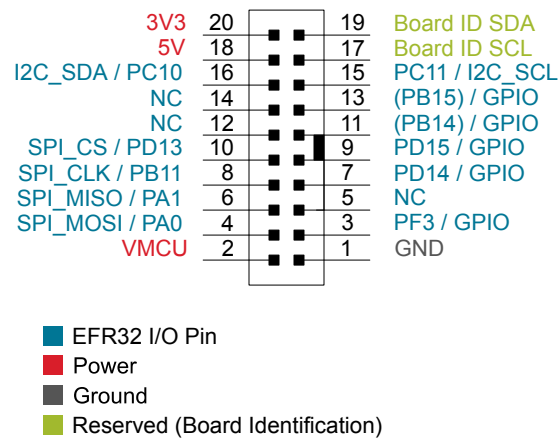 3V3 20 19 Board ID SDA
5V 18 17 Board ID SCL
I2C_SDA / PC10 16 15 PC11 / I2C_SCL
NC 14 13 (PB15) / GPIO
NC 12 11 (PB14) / GPIO
SPI_CS / PD13 10 9 PD15 / GPIO
SPI_CLK / PB11 8 7 PD14 / GPIO
SPI_MISO / PA1 6 5 NC
SPI_MOSI / PA0 4 3 PF3 / GPIO
VMCU 2 1 GND
EFR32 I/O Pin
Power
Ground
Reserved (Board Identification)